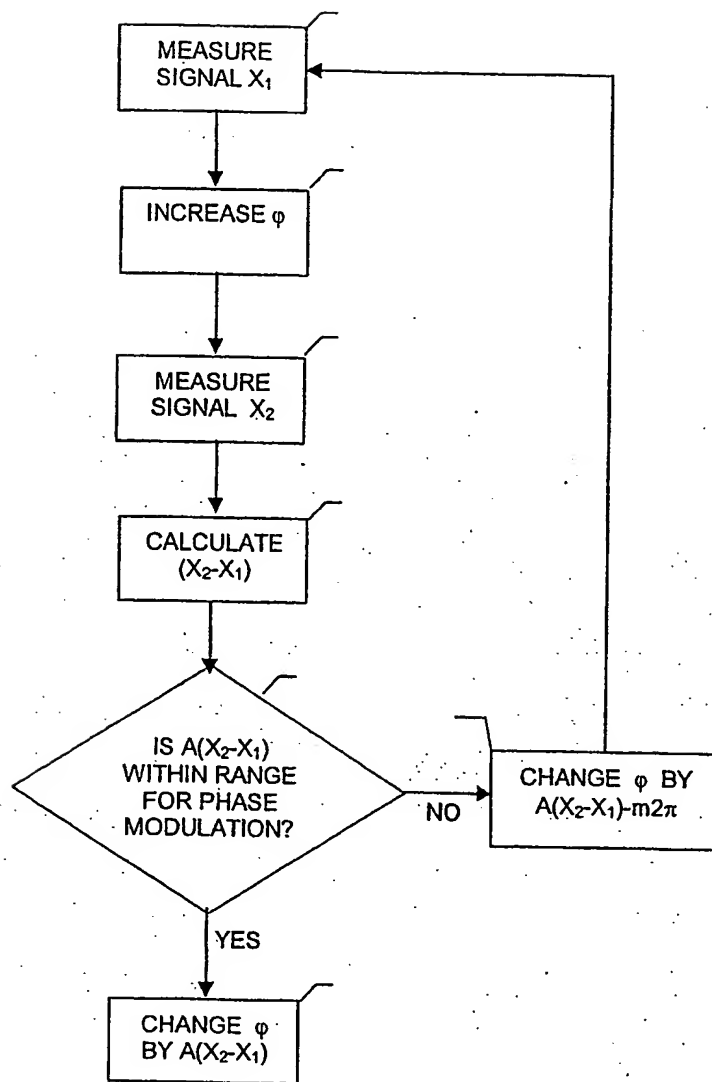 MEASURE
SIGNAL X₁
INCREASE φ
MEASURE
SIGNAL X₂
CALCULATE
(X₂-X₁)
IS A(X₂-X₁)
WITHIN RANGE
FOR PHASE
MODULATION?
NO
CHANGE φ BY
A(X₂-X₁)-m2π
YES
CHANGE φ
BY A(X₂-X₁)